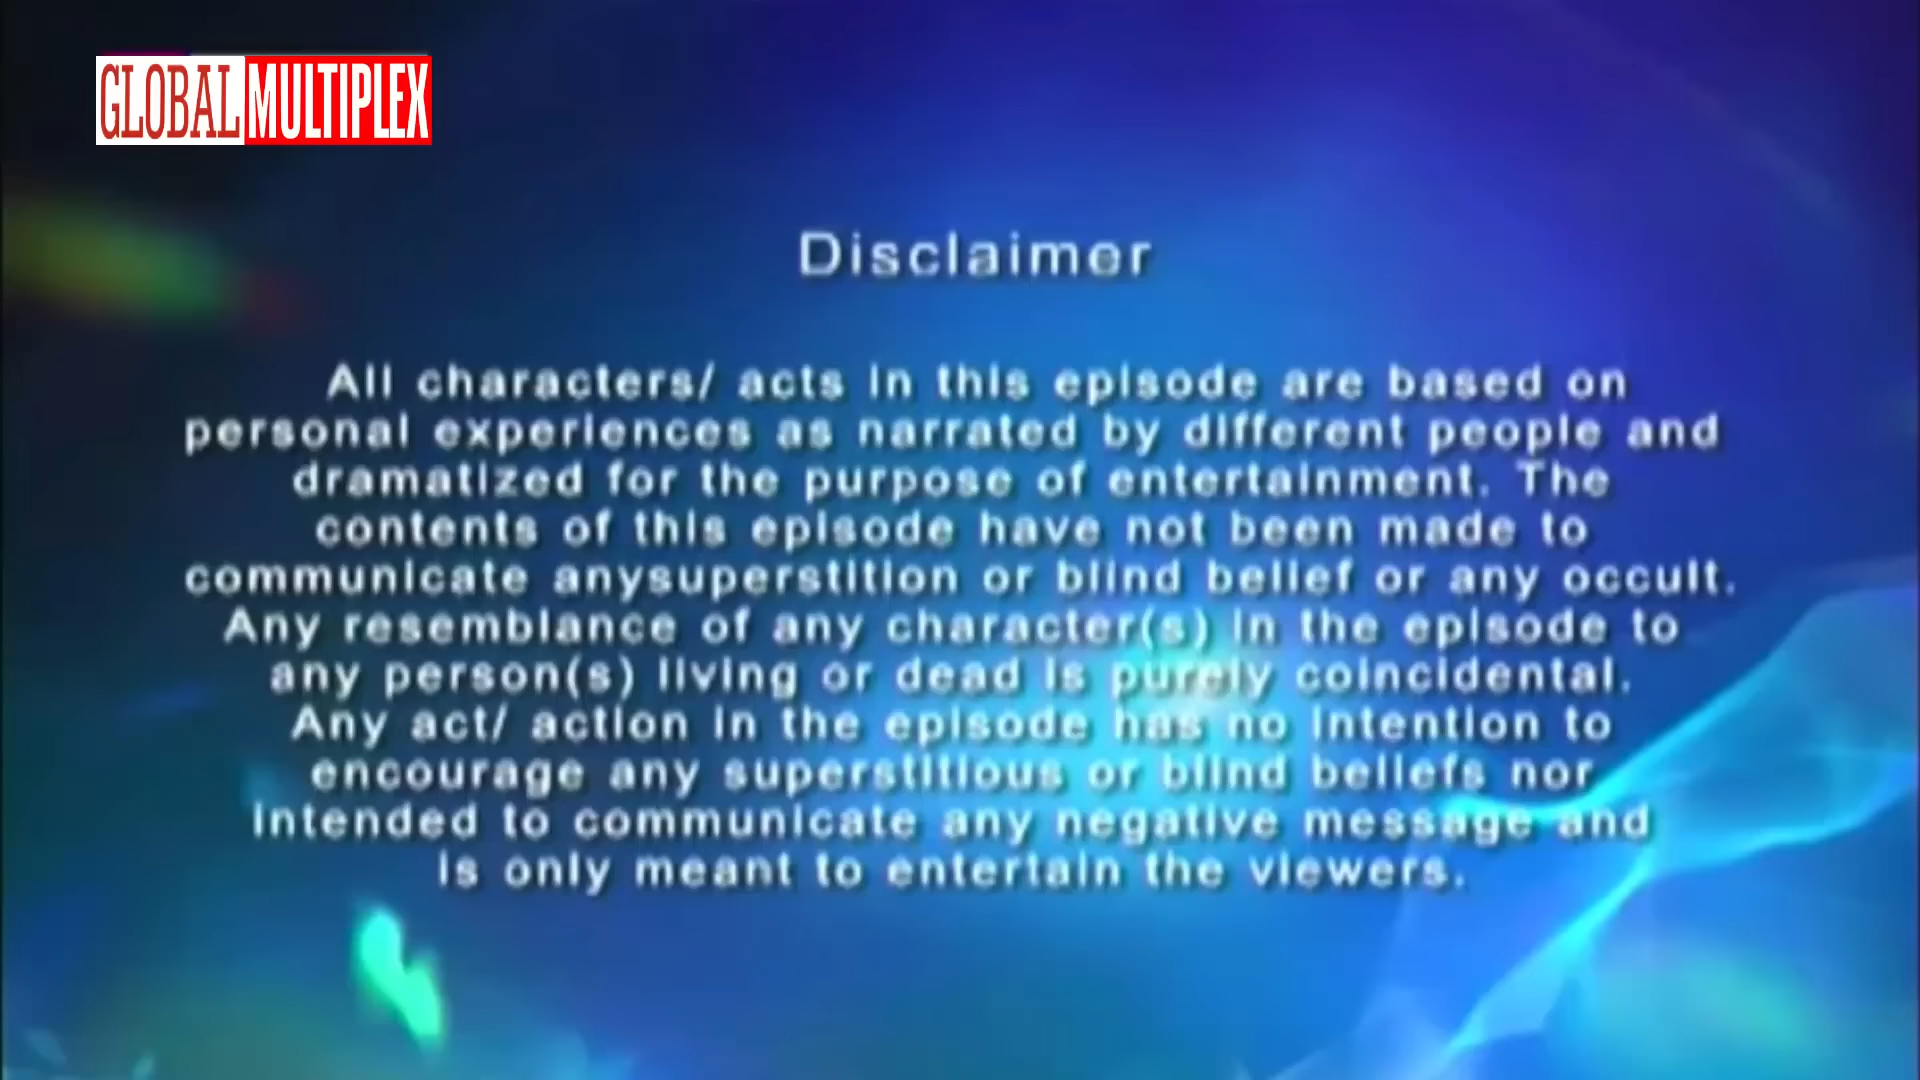 GLOBAL MULTIPLEX
Disclaimer
All characters/ acts in this episode are based on
personal experiences as narrated by different people and
dramatized for the purpose of entertainment. The
contents of this episode have not been made to
communicate anysuperstition or blind belief or any occult.
Any resemblance of any character(s) in the episode to
any person(s) living or dead is purely coincidental.
Any act/ action in the episode has no intention to
encourage any superstitious or blind beliefs nor
intended to communicate any negative message and
is only meant to entertain the viewers.